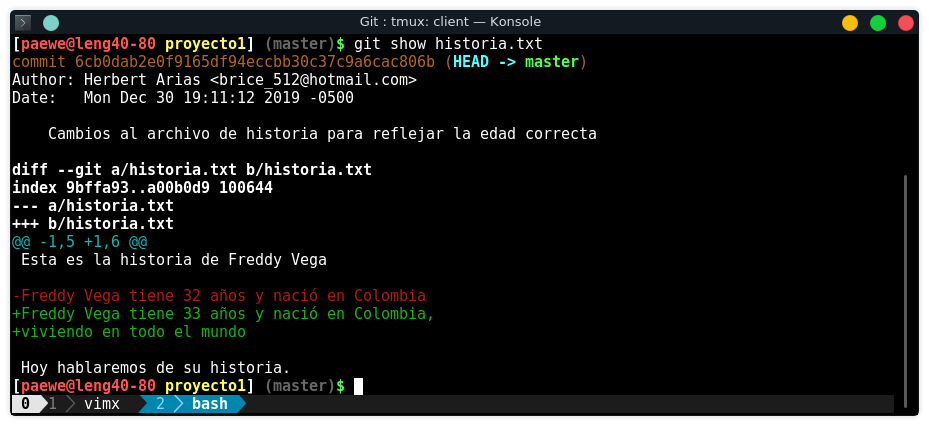 Git : tmux: client — Konsole
[paewe@leng40-80 proyecto1] (master)$ git show historia.txt
commit 6cb0dab2e0f9165df94eccbb30c37c9a6cac806b (HEAD -> master)
Author: Herbert Arias <brice_512@hotmail.com>
Date:   Mon Dec 30 19:11:12 2019 -0500
    Cambios al archivo de historia para reflejar la edad correcta
diff --git a/historia.txt b/historia.txt
index 9bffa93..a00b0d9 100644
--- a/historia.txt
+++ b/historia.txt
@@ -1,5 +1,6 @@
 Esta es la historia de Freddy Vega
-Freddy Vega tiene 32 años y nació en Colombia
+Freddy Vega tiene 33 años y nació en Colombia,
+viviendo en todo el mundo
 Hoy hablaremos de su historia.
[paewe@leng40-80 proyecto1] (master)$
0 1 vimx 2 bash